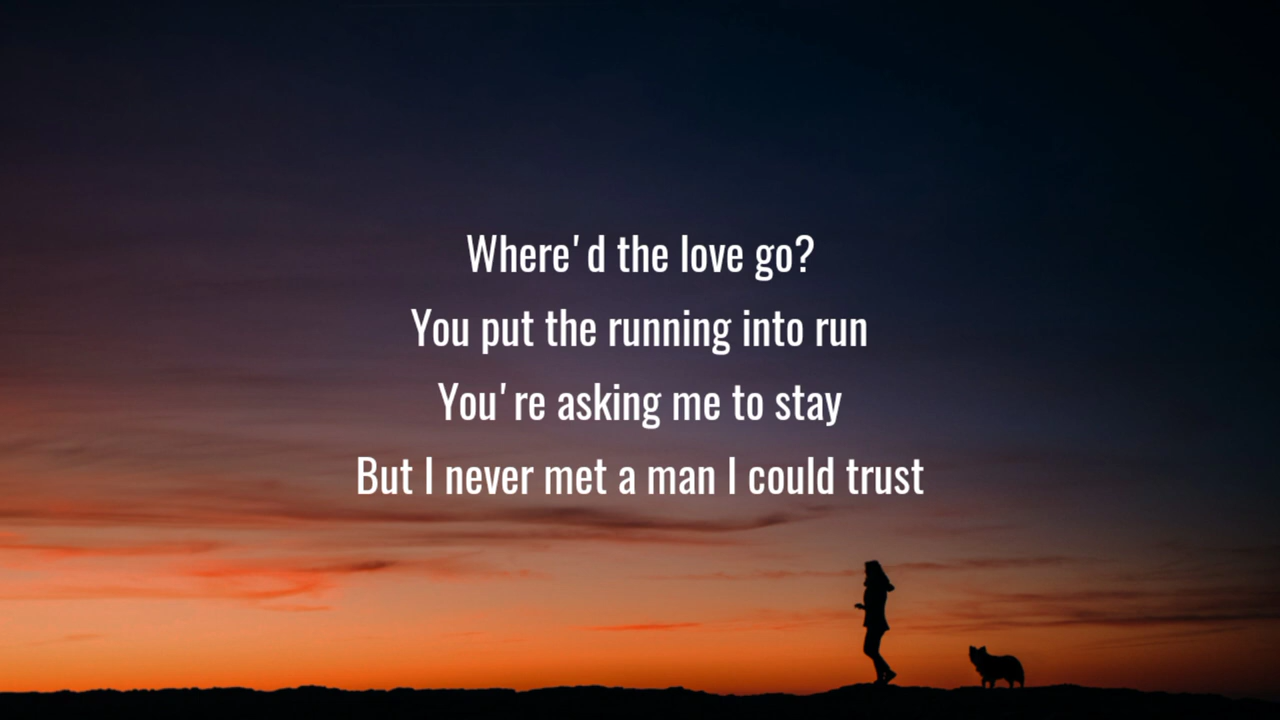 Where'd the love go?
You put the running into run
You're asking me to stay
But I never met a man I could trust